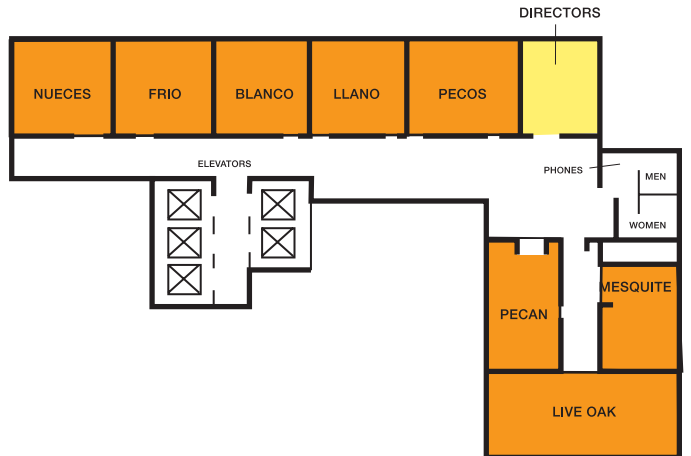 DIRECTORS
NUECES
FRIO
BLANCO
LLANO
PECOS
ELEVATORS
PHONES
MEN
WOMEN
MESQUITE
PECAN
LIVE OAK